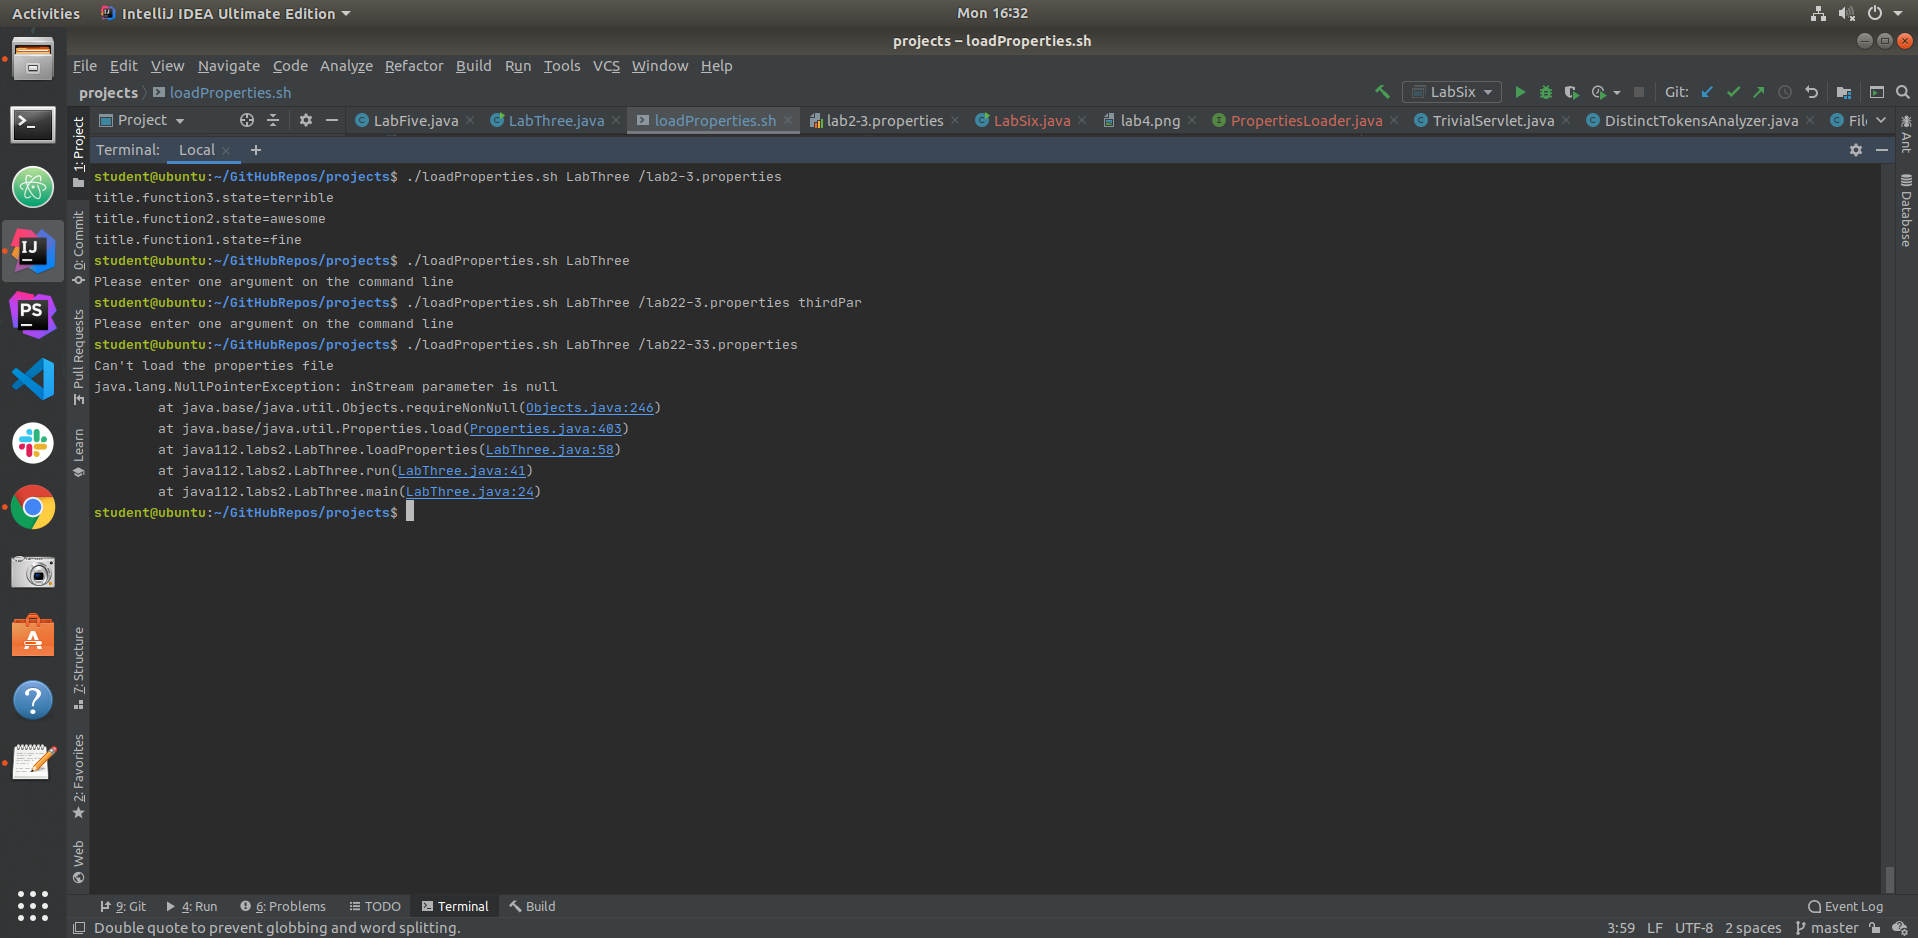 Activities IntelliJ IDEA Ultimate Edition Mon 16:32
projects – loadProperties.sh
File Edit View Navigate Code Analyze Refactor Build Run Tools VCS Window Help
projects loadProperties.sh LabSix Git:
Project LabFive.java LabThree.java loadProperties.sh lab2-3.properties LabSix.java lab4.png PropertiesLoader.java TrivialServlet.java DistinctTokensAnalyzer.java Fil
Terminal: Local
student@ubuntu:~/GitHubRepos/projects$ ./loadProperties.sh LabThree /lab2-3.properties
title.function3.state=terrible
title.function2.state=awesome
title.function1.state=fine
student@ubuntu:~/GitHubRepos/projects$ ./loadProperties.sh LabThree
Please enter one argument on the command line
student@ubuntu:~/GitHubRepos/projects$ ./loadProperties.sh LabThree /lab22-3.properties thirdPar
Please enter one argument on the command line
student@ubuntu:~/GitHubRepos/projects$ ./loadProperties.sh LabThree /lab22-33.properties
Can't load the properties file
java.lang.NullPointerException: inStream parameter is null
at java.base/java.util.Objects.requireNonNull(Objects.java:246)
at java.base/java.util.Properties.load(Properties.java:403)
at java112.labs2.LabThree.loadProperties(LabThree.java:58)
at java112.labs2.LabThree.run(LabThree.java:41)
at java112.labs2.LabThree.main(LabThree.java:24)
student@ubuntu:~/GitHubRepos/projects$
1: Project
0: Commit
Pull Requests
Learn
7: Structure
2: Favorites
Web
Ant
Database
IJ
PS
9: Git 4: Run 6: Problems TODO Terminal Build Event Log
Double quote to prevent globbing and word splitting. 3:59 LF UTF-8 2 spaces master